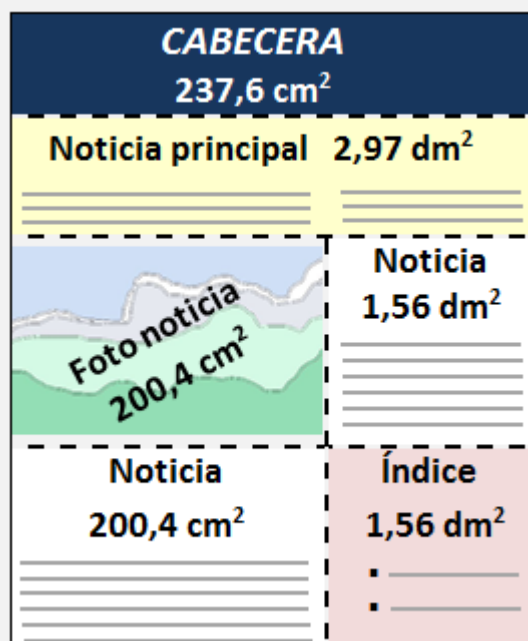 CABECERA
237,6 cm²
Noticia principal 2,97 dm²
Foto noticia
200,4 cm²
Noticia
1,56 dm²
Noticia
200,4 cm²
Índice
1,56 dm²